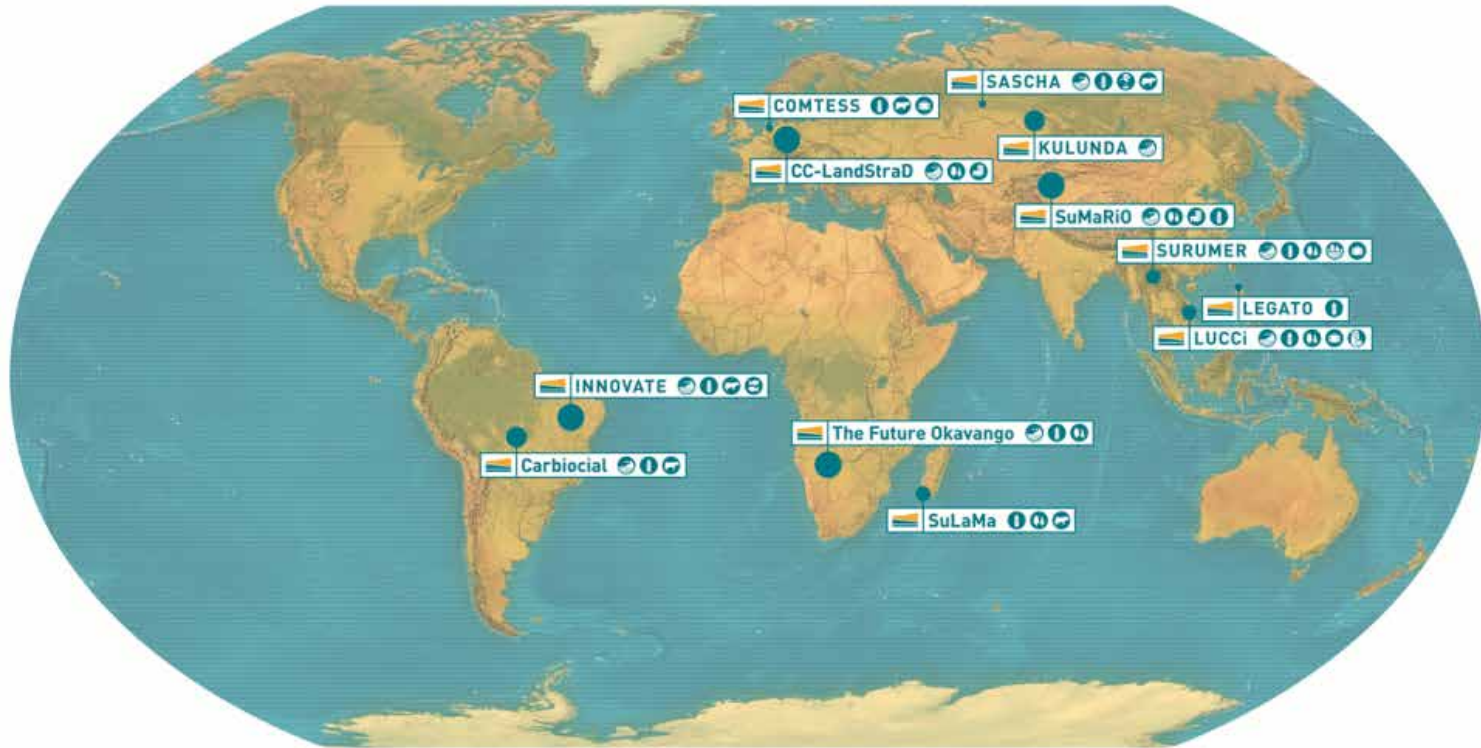 SASCHA
COMTESS
KULUNDA
CC-LandStraD
SuMaRiO
SURUMER
LEGATO
LUCCi
INNOVATE
The Future Okavango
Carbiocial
SuLaMa